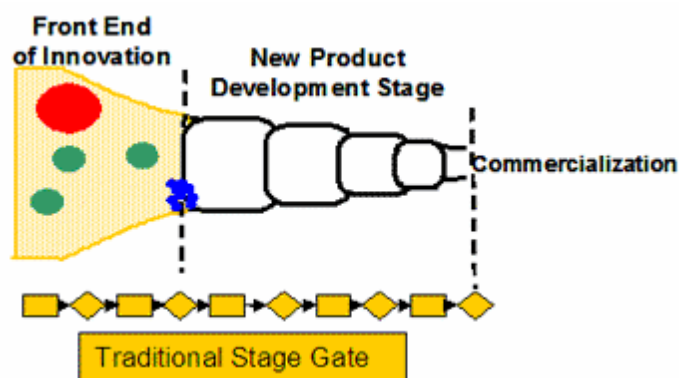 Front End
of Innovation
New Product
Development Stage
Commercialization
Traditional Stage Gate